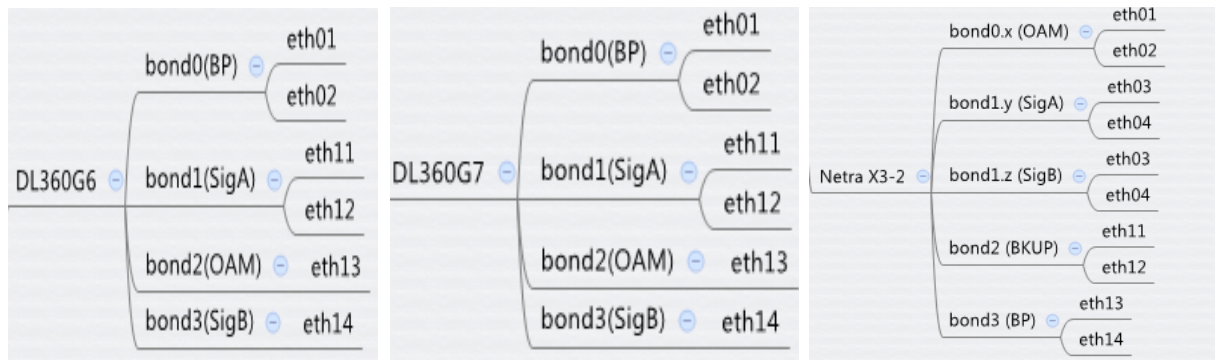 DL360G6
bond0(BP)
eth01
eth02
bond1(SigA)
eth11
eth12
bond2(OAM)
eth13
bond3(SigB)
eth14
DL360G7
bond0(BP)
eth01
eth02
bond1(SigA)
eth11
eth12
bond2(OAM)
eth13
bond3(SigB)
eth14
Netra X3-2
bond0.x (OAM)
eth01
eth02
bond1.y (SigA)
eth03
eth04
bond1.z (SigB)
eth03
eth04
bond2 (BKUP)
eth11
eth12
bond3 (BP)
eth13
eth14